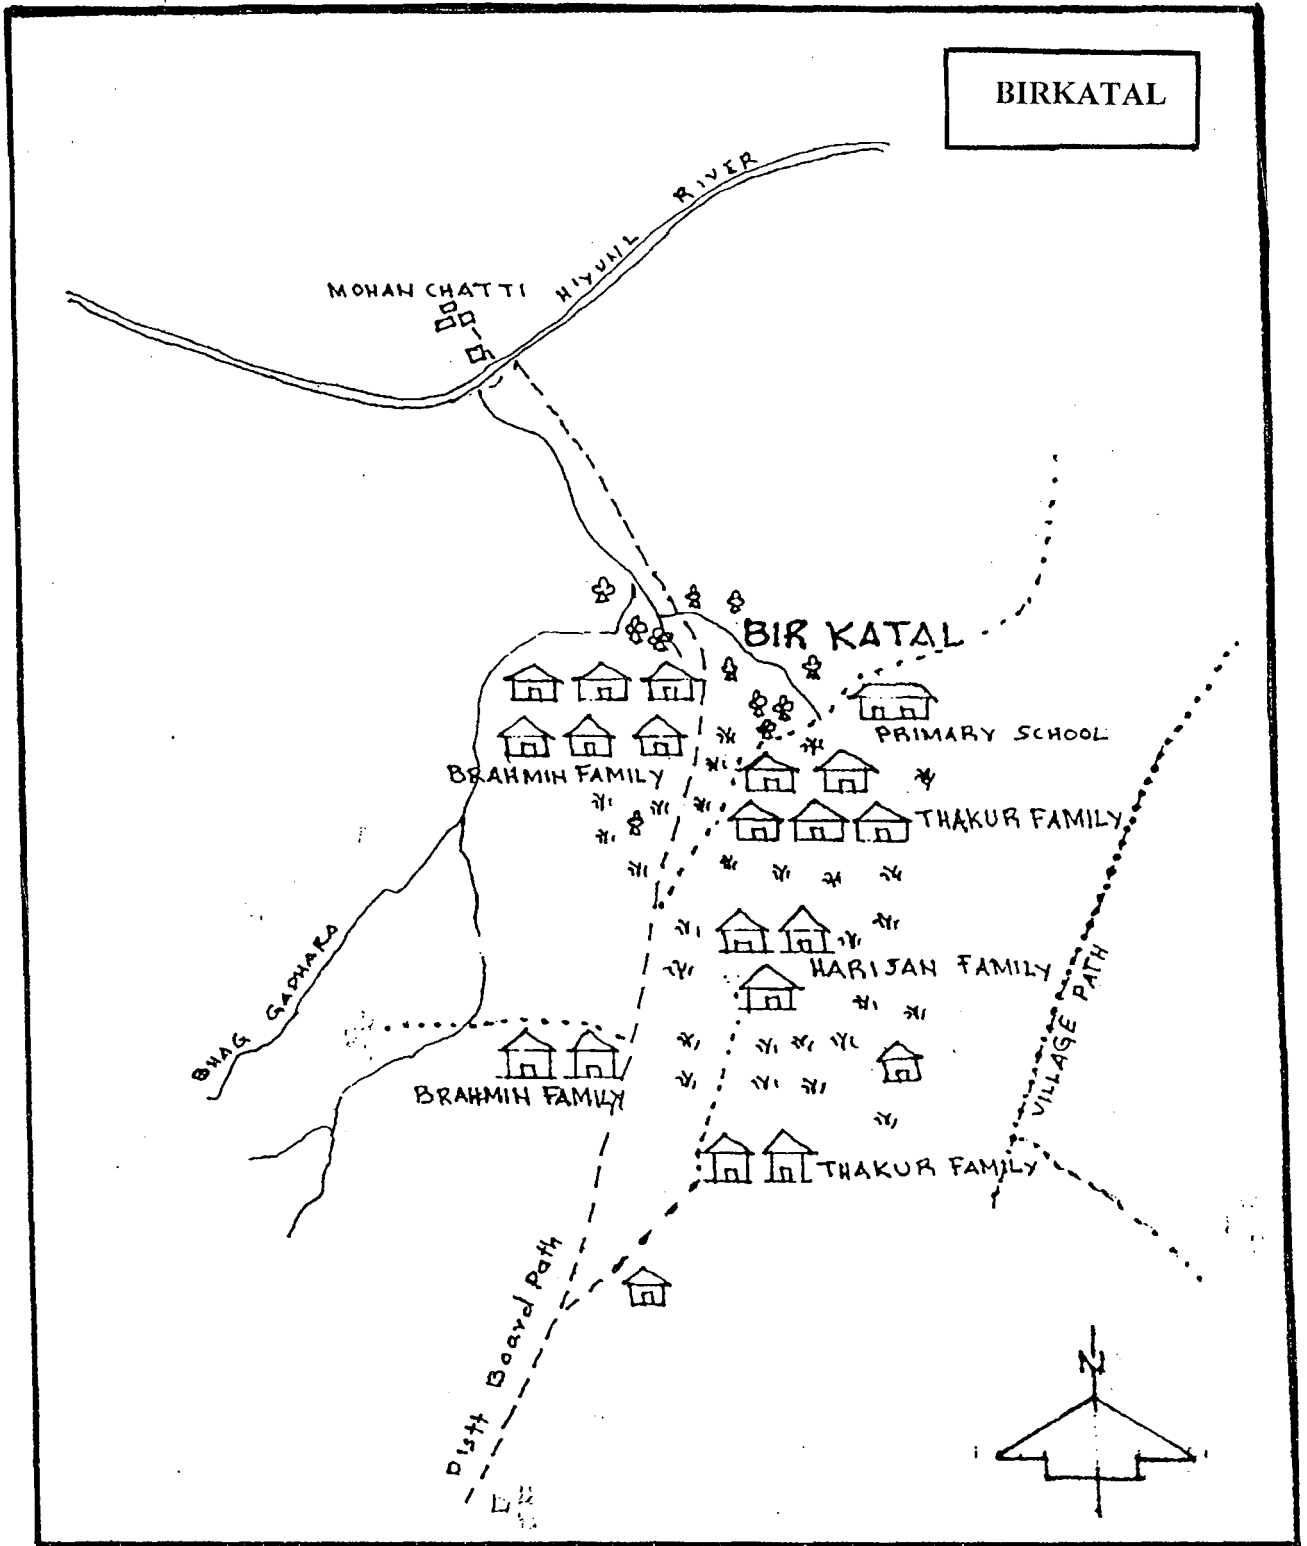 BIRKATAL
HIYUNL RIVER
MOHAN CHATTI
BIR KATAL
PRIMARY SCHOOL
BRAHMIN FAMILY
THAKUR FAMILY
HARIJAN FAMILY
BHAG GADHARA
VILLAGE PATH
BRAHMIN FAMILY
THAKUR FAMILY
Distt Board Path
N